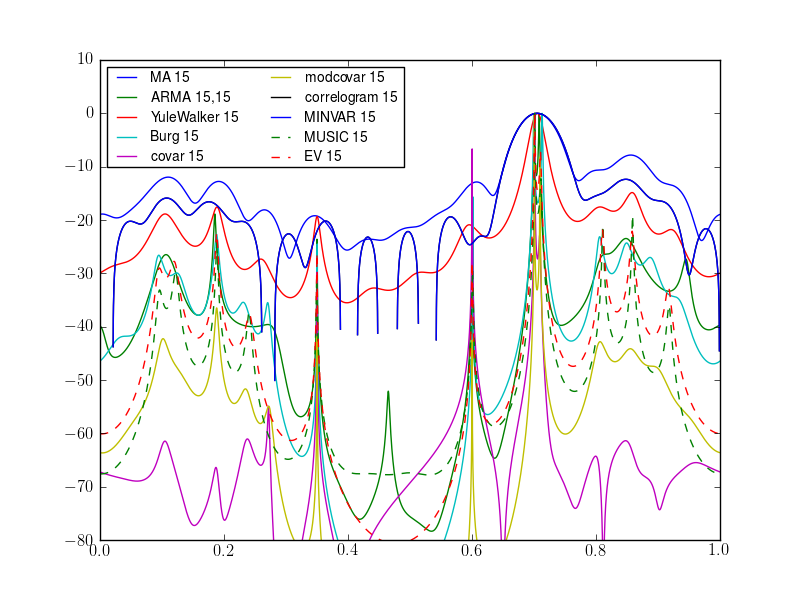 10
0
−10
−20
−30
−40
−50
−60
−70
−80
0.0
0.2
0.4
0.6
0.8
1.0
MA 15
ARMA 15,15
YuleWalker 15
Burg 15
covar 15
modcovar 15
correlogram 15
MINVAR 15
MUSIC 15
EV 15